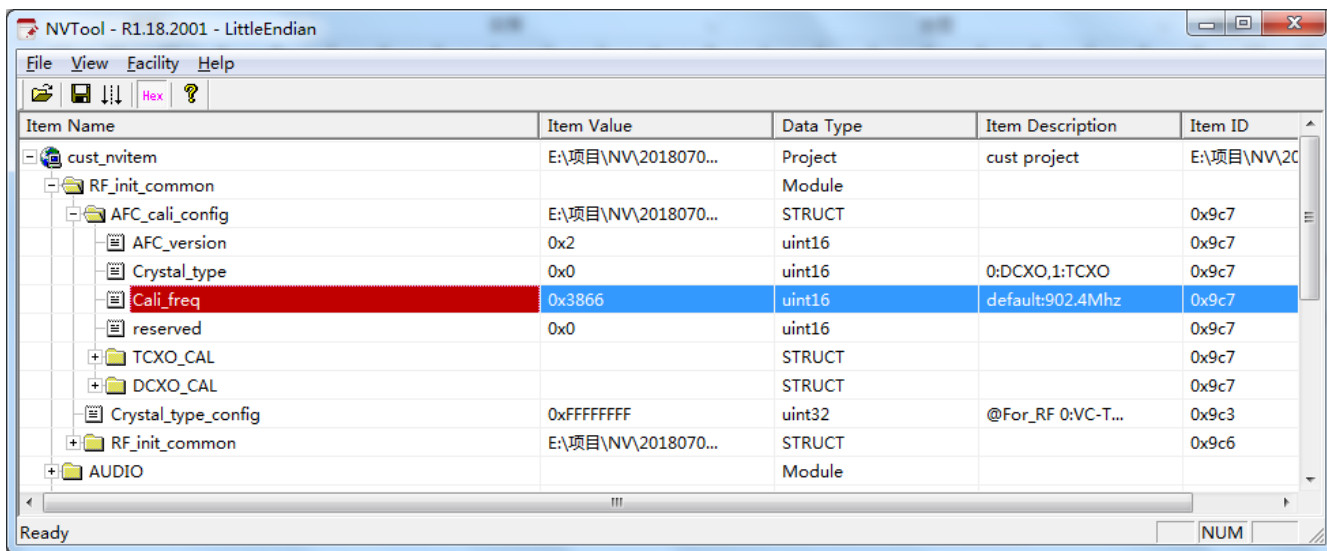 NVTool - R1.18.2001 - LittleEndian
File View Facility Help
Hex
Item Name Item Value Data Type Item Description Item ID
cust_nvitem E:\项目\NV\2018070... Project cust project E:\项目\NV\20
RF_init_common Module
AFC_cali_config E:\项目\NV\2018070... STRUCT 0x9c7
AFC_version 0x2 uint16 0x9c7
Crystal_type 0x0 uint16 0:DCXO,1:TCXO 0x9c7
Cali_freq 0x3866 uint16 default:902.4Mhz 0x9c7
reserved 0x0 uint16 0x9c7
TCXO_CAL STRUCT 0x9c7
DCXO_CAL STRUCT 0x9c7
Crystal_type_config 0xFFFFFFFF uint32 @For_RF 0:VC-T... 0x9c3
RF_init_common E:\项目\NV\2018070... STRUCT 0x9c6
AUDIO Module
Ready NUM